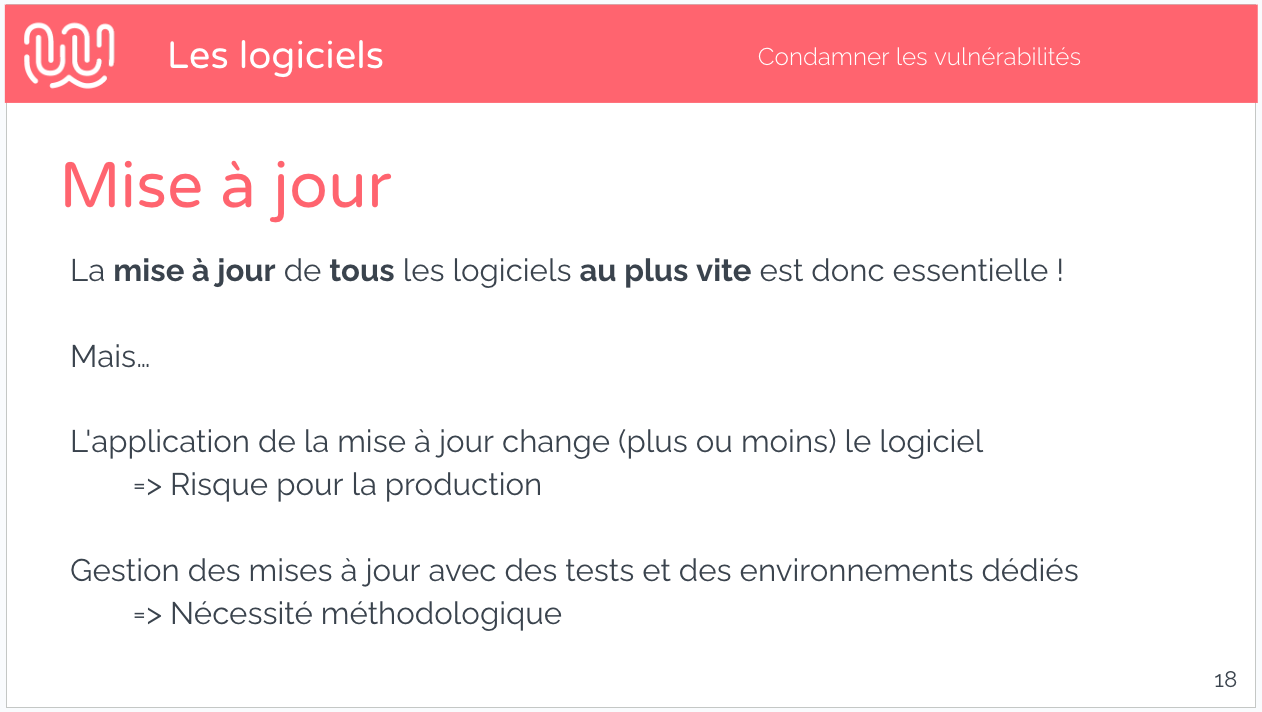 Les logiciels
Condamner les vulnérabilités
Mise à jour
La mise à jour de tous les logiciels au plus vite est donc essentielle !
Mais…
L'application de la mise à jour change (plus ou moins) le logiciel
=> Risque pour la production
Gestion des mises à jour avec des tests et des environnements dédiés
=> Nécessité méthodologique
18